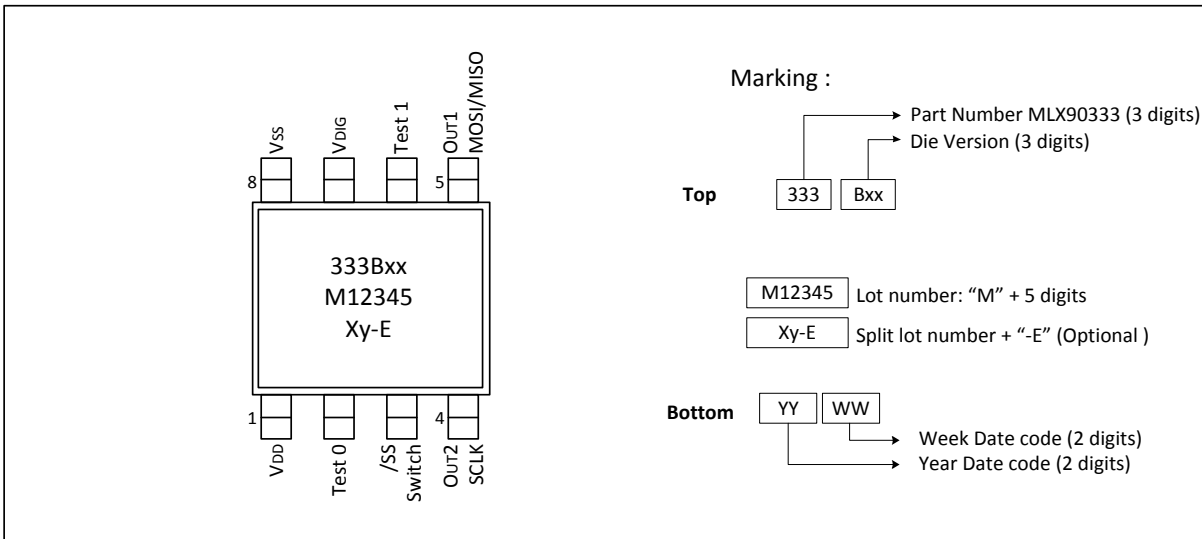 Vss
VDIG
Test 1
OUT1
MOSI/MISO
8
5
333Bxx
M12345
Xy-E
1
4
VDD
Test 0
/SS
Switch
OUT2
SCLK
Marking :
Part Number MLX90333 (3 digits)
Die Version (3 digits)
Top
333
Bxx
M12345
Lot number: “M” + 5 digits
Xy-E
Split lot number + “-E” (Optional )
Bottom
YY
WW
Week Date code (2 digits)
Year Date code (2 digits)